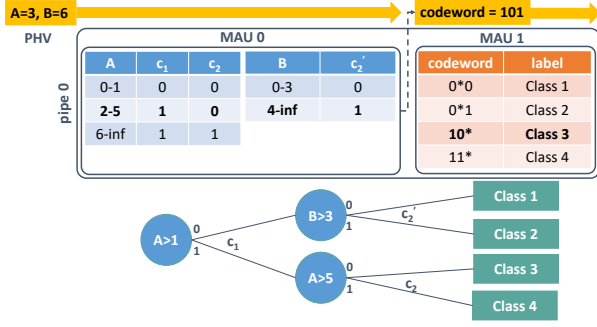 A=3, B=6 codeword = 101
PHV MAU 0 MAU 1
pipe 0
A c₁ c₂ B c₂′ codeword label
0-1 0 0 0-3 0 0*0 Class 1
2-5 1 0 4-inf 1 0*1 Class 2
6-inf 1 1 10* Class 3
11* Class 4
Class 1
B>3 0 c₂′
1
Class 2
A>1 0
1 c₁
Class 3
A>5 0
1 c₂
Class 4